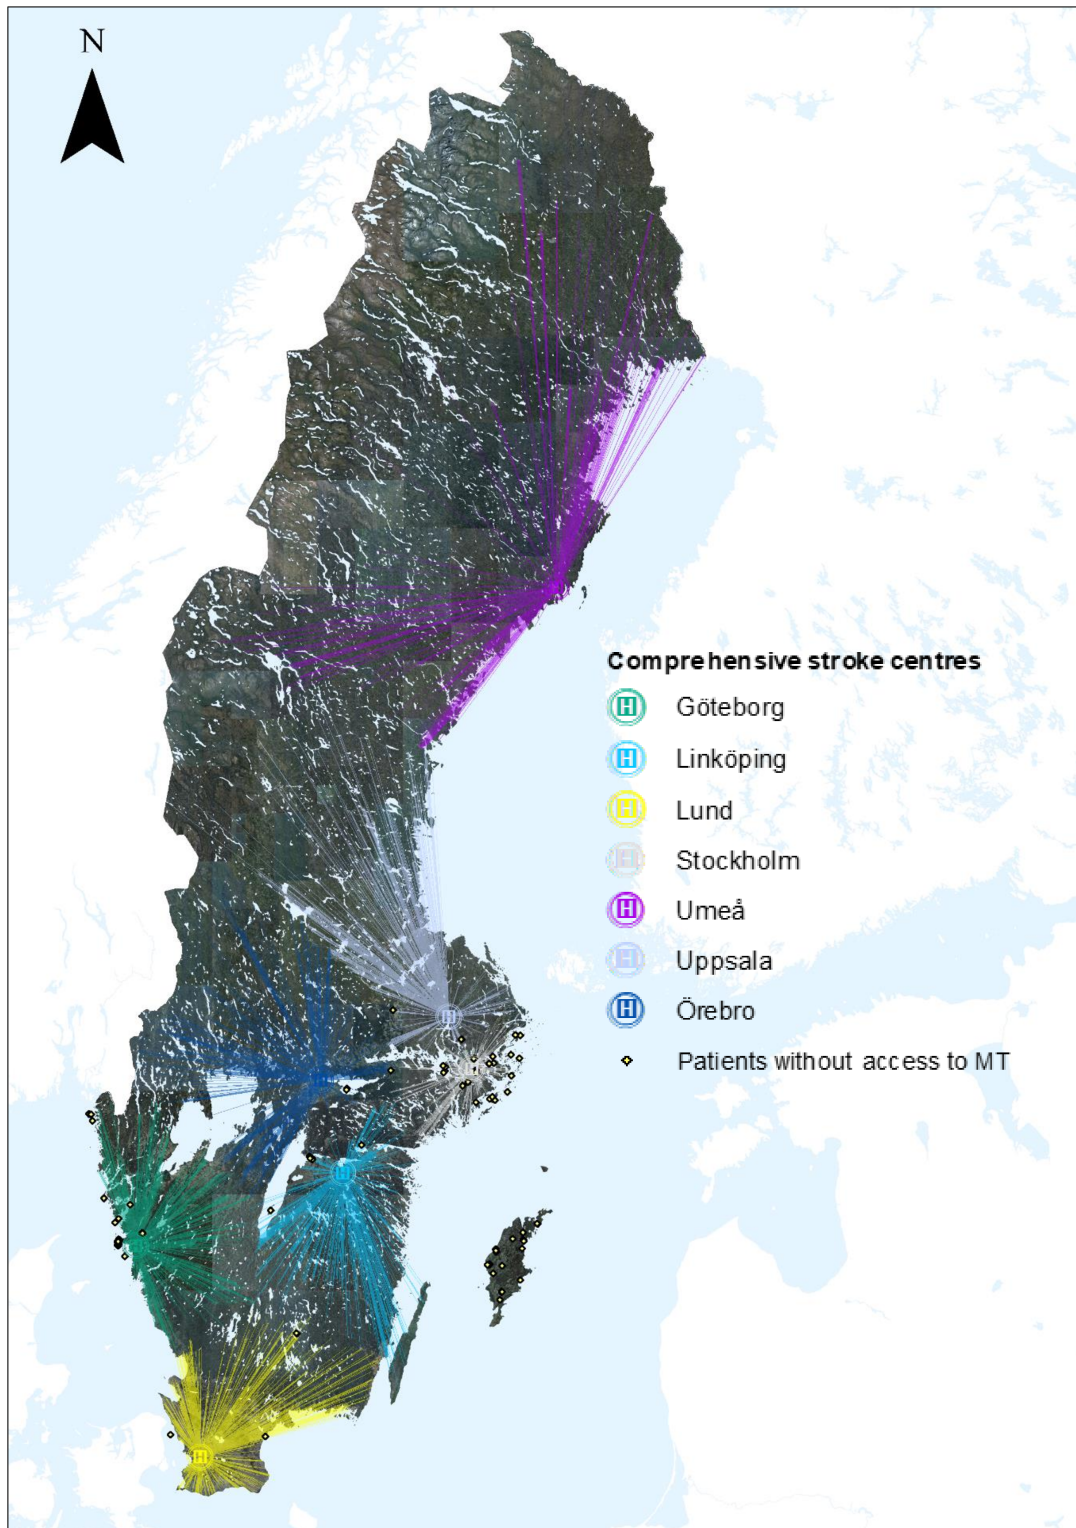 N
Comprehensive stroke centres
H Göteborg
H Linköping
H Lund
H Stockholm
H Umeå
H Uppsala
H Örebro
Patients without access to MT
H
H
H
H